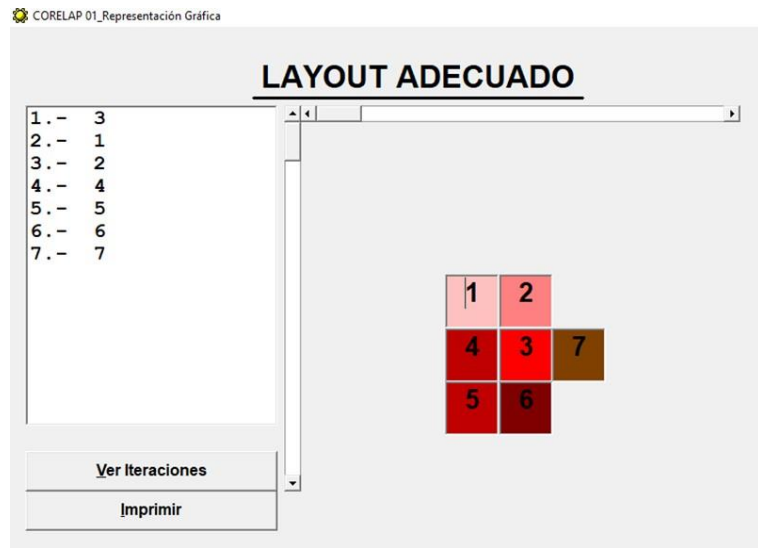 CORELAP 01_Representación Gráfica
LAYOUT ADECUADO
1.- 3
2.- 1
3.- 2
4.- 4
5.- 5
6.- 6
7.- 7
1 2
4 3 7
5 6
Ver Iteraciones
Imprimir